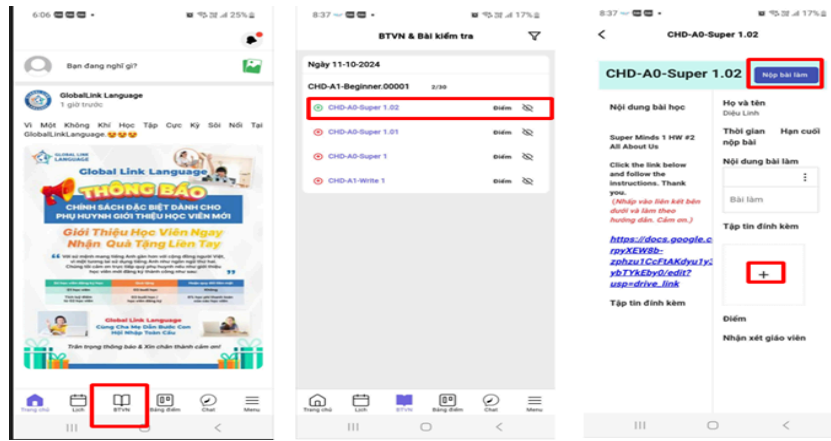 6:06
25%
Bạn đang nghĩ gì?
GlobalLink Language
1 giờ trước
Vì Một Không Khí Học Tập Cực Kỳ Sôi Nổi Tại
GlobalLinkLanguage
GLOBAL LINK
LANGUAGE
Global Link Language
THÔNG BÁO
CHÍNH SÁCH ĐẶC BIỆT DÀNH CHO
PHỤ HUYNH GIỚI THIỆU HỌC VIÊN MỚI
Giới Thiệu Học Viên Ngay
Nhận Quà Tặng Liền Tay
Global Link Language
Cùng Cha Mẹ Dẫn Bước Con
Hội Nhập Toàn Cầu
Trân trọng thông báo & Xin chân thành cảm ơn!
Trang chủ
Lịch
BTVN
Bảng điểm
Chat
Menu
8:37
17%
BTVN & Bài kiểm tra
Ngày 11-10-2024
CHD-A1-Beginner.00001 2/30
CHD-A0-Super 1.02 Điểm
CHD-A0-Super 1.01 Điểm
CHD-A0-Super 1 Điểm
CHD-A1-Write 1 Điểm
Trang chủ
Lịch
BTVN
Bảng điểm
Chat
Menu
8:37
17%
CHD-A0-Super 1.02
CHD-A0-Super 1.02
Nộp bài làm
Nội dung bài học
Super Minds 1 HW #2
All About Us
Click the link below
and follow the
instructions. Thank
you.
(Nhấp vào liên kết bên
dưới và làm theo
hướng dẫn. Cảm ơn.)
https://docs.google.c
rpyXEW8b-
zphzu1CcFtAKdyu1y
ybTYkEby0/edit?
usp=drive_link
Tập tin đính kèm
Họ và tên
Diệu Linh
Thời gian Hạn cuối
nộp bài
Nội dung bài làm
Bài làm
Tập tin đính kèm
+
Điểm
Nhận xét giáo viên